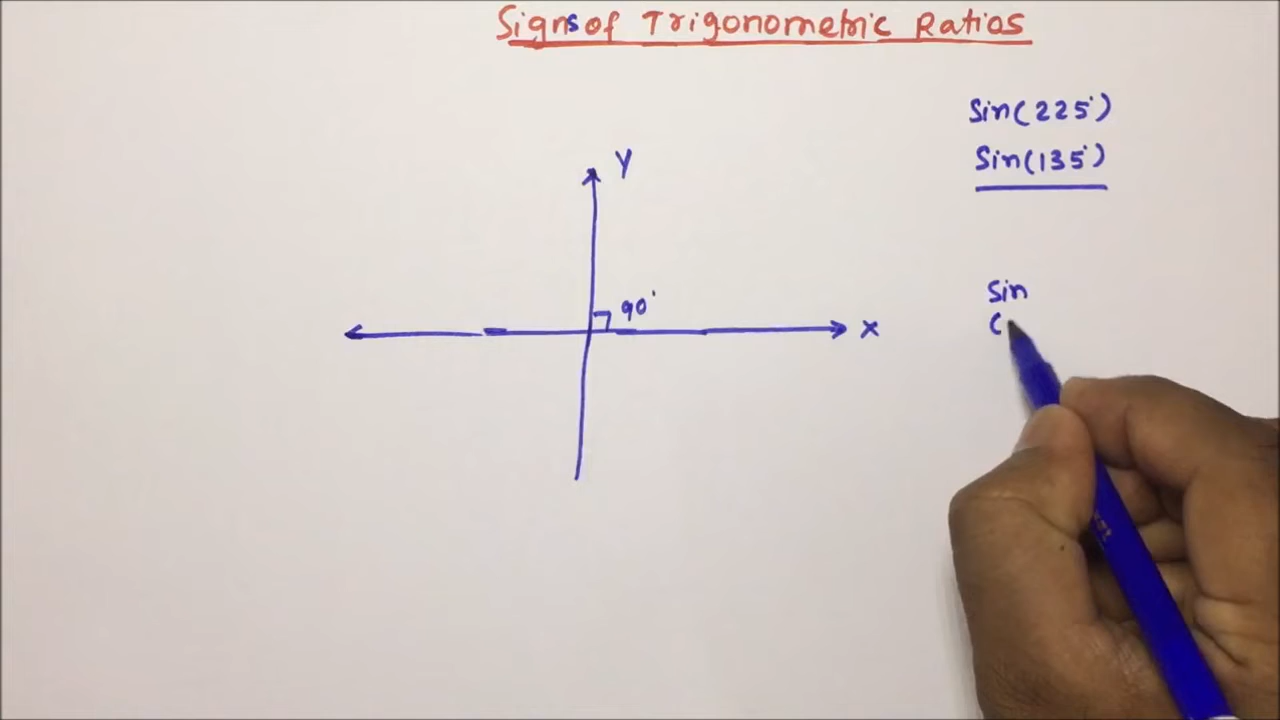 Signs of Trigonometric Ratios
Sin(225°)
Sin(135°)
Y
90°
X
Sin
(